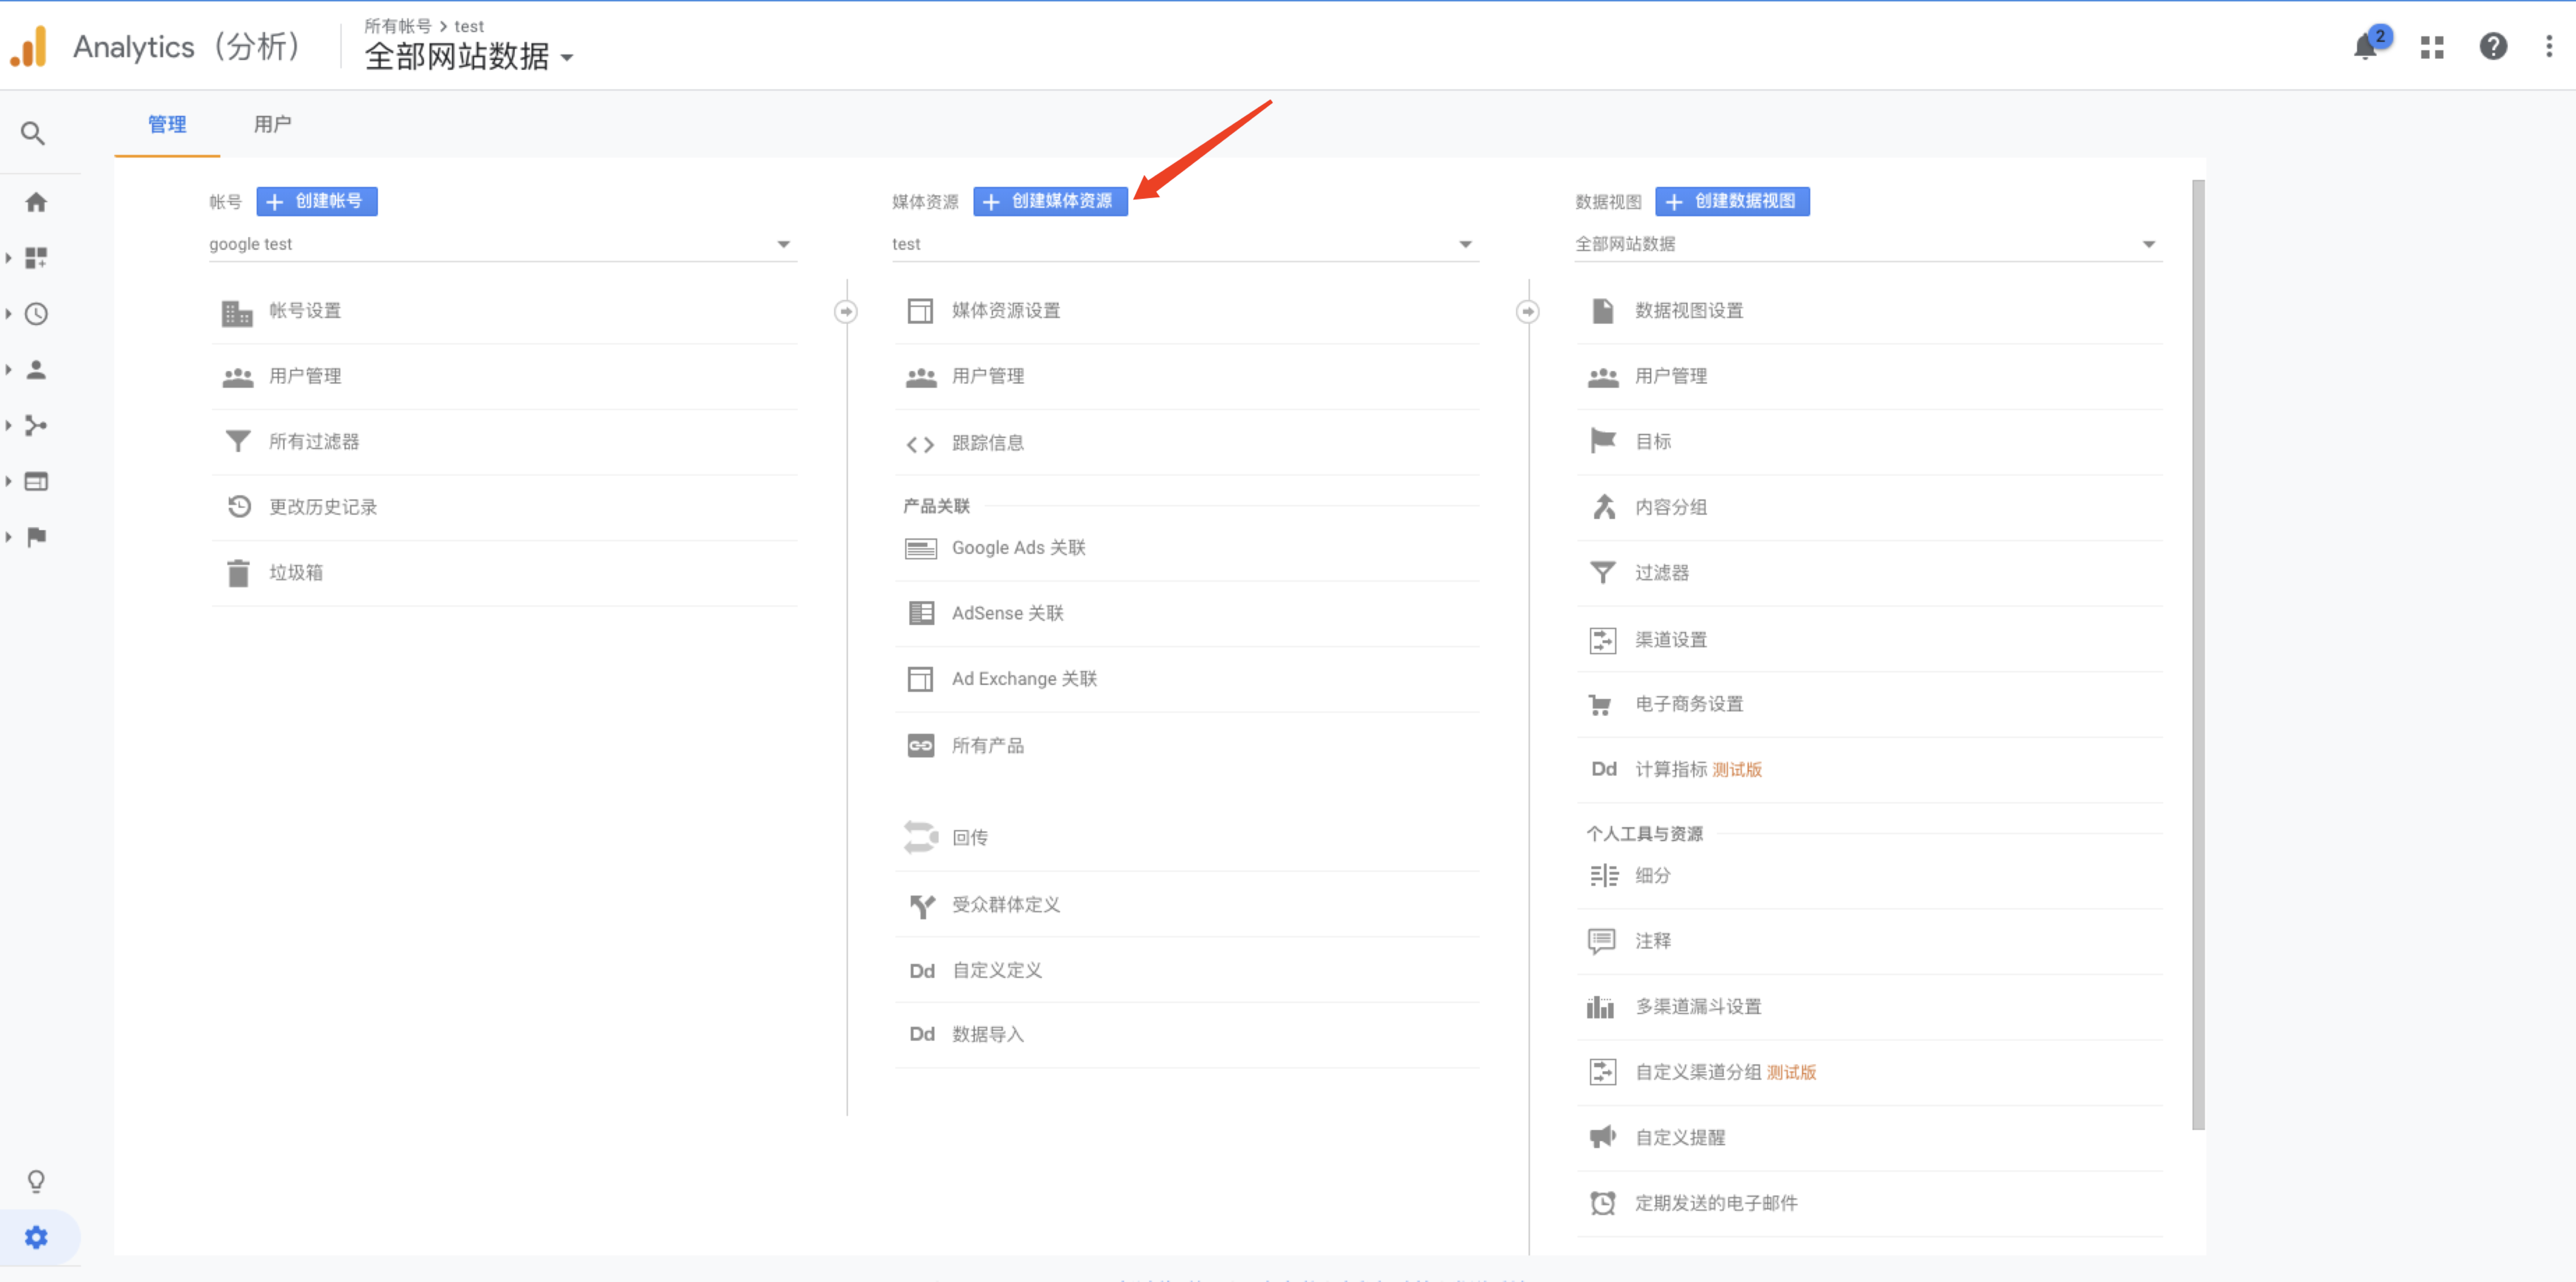 Analytics（分析）
所有帐号 > test
全部网站数据
2
管理
用户
帐号
创建帐号
google test
帐号设置
用户管理
所有过滤器
更改历史记录
垃圾箱
媒体资源
创建媒体资源
test
媒体资源设置
用户管理
跟踪信息
产品关联
Google Ads 关联
AdSense 关联
Ad Exchange 关联
所有产品
回传
受众群体定义
Dd 自定义定义
Dd 数据导入
数据视图
创建数据视图
全部网站数据
数据视图设置
用户管理
目标
内容分组
过滤器
渠道设置
电子商务设置
Dd 计算指标 测试版
个人工具与资源
细分
注释
多渠道漏斗设置
自定义渠道分组 测试版
自定义提醒
定期发送的电子邮件